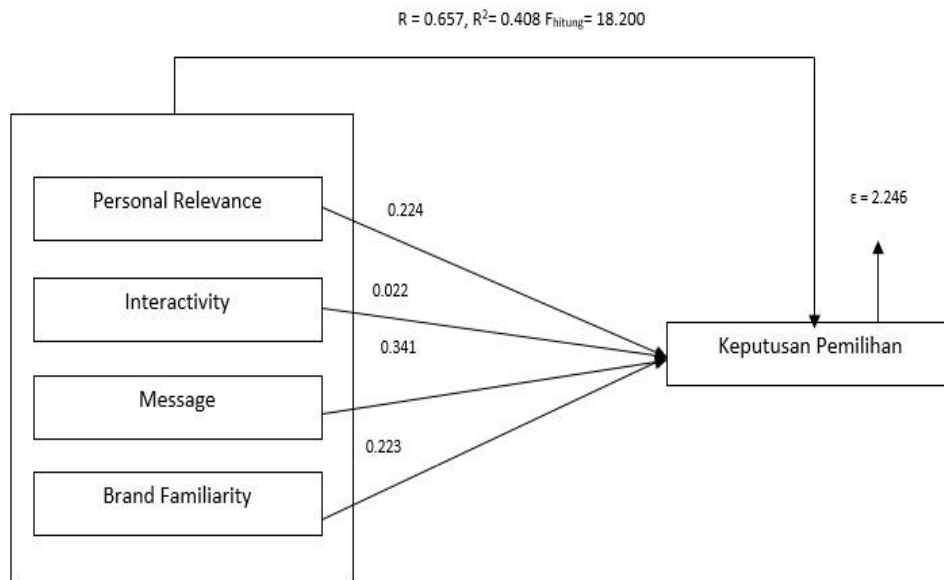 R = 0.657, R²= 0.408 Fhitung= 18.200
Personal Relevance
0.224
ε = 2.246
Interactivity
0.022
Keputusan Pemilihan
0.341
Message
0.223
Brand Familiarity